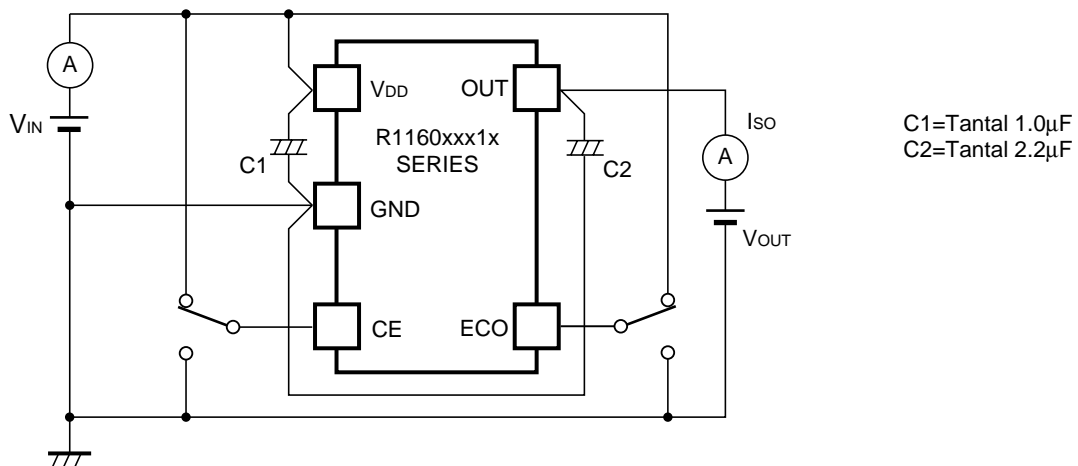 A
VIN
VDD
OUT
R1160xxx1x
SERIES
C1
C2
GND
CE
ECO
ISO
A
VOUT
C1=Tantal 1.0μF
C2=Tantal 2.2μF